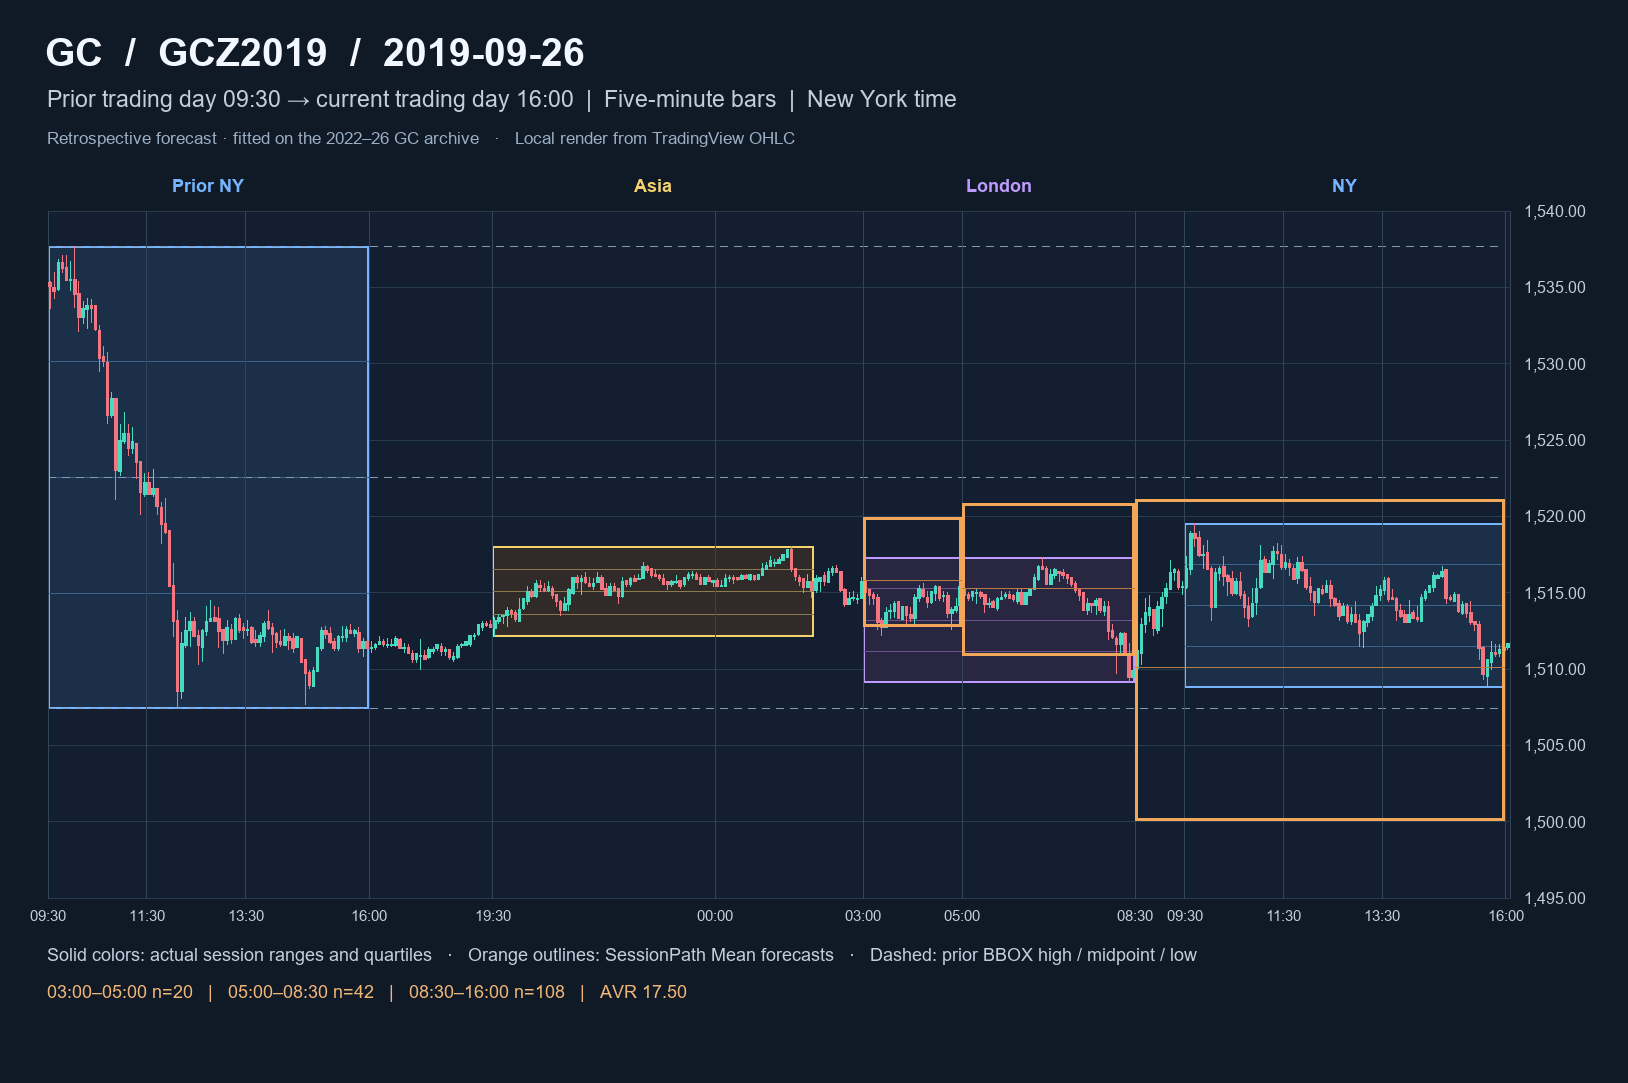 GC / GCZ2019 / 2019-09-26
Prior trading day 09:30 → current trading day 16:00 | Five-minute bars | New York time
Retrospective forecast · fitted on the 2022–26 GC archive · Local render from TradingView OHLC
Prior NY Asia London NY
1,540.00
1,535.00
1,530.00
1,525.00
1,520.00
1,515.00
1,510.00
1,505.00
1,500.00
1,495.00
09:30 11:30 13:30 16:00 19:30 00:00 03:00 05:00 08:30 09:30 11:30 13:30 16:00
Solid colors: actual session ranges and quartiles · Orange outlines: SessionPath Mean forecasts · Dashed: prior BBOX high / midpoint / low
03:00–05:00 n=20 | 05:00–08:30 n=42 | 08:30–16:00 n=108 | AVR 17.50